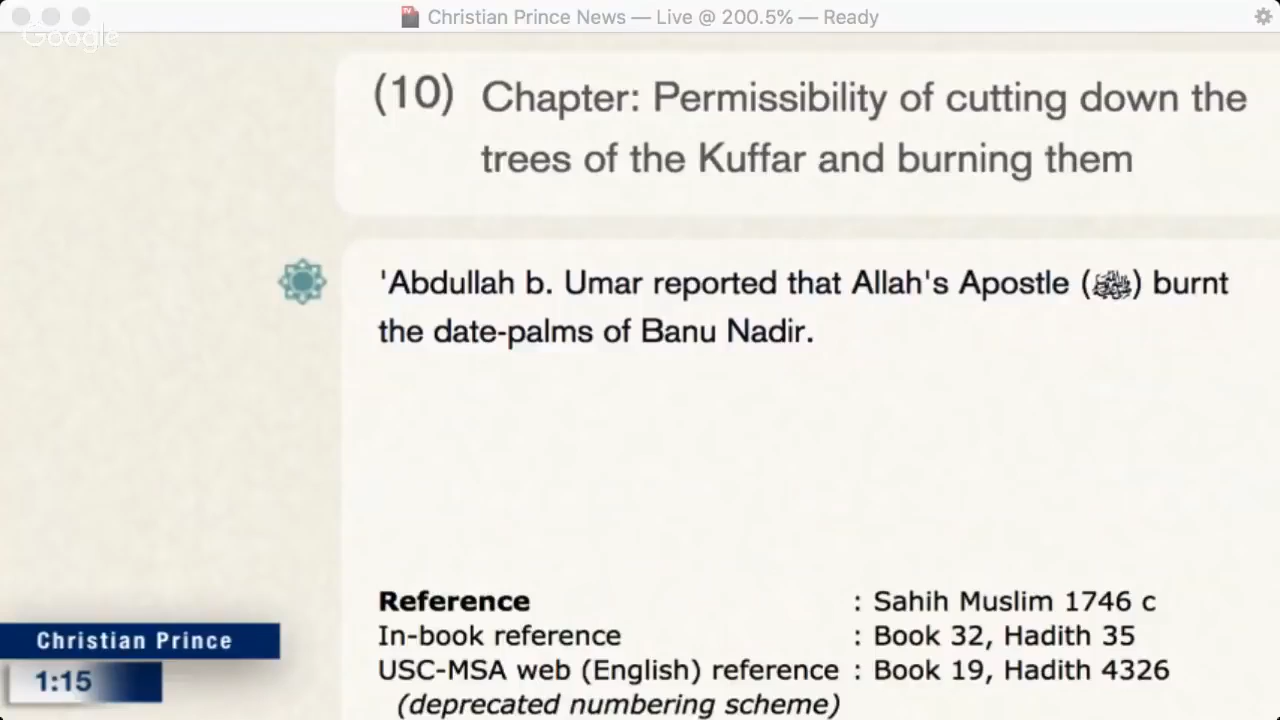 Christian Prince News — Live @ 200.5% — Ready
Google
(10) Chapter: Permissibility of cutting down the
trees of the Kuffar and burning them
'Abdullah b. Umar reported that Allah's Apostle (ﷺ) burnt
the date-palms of Banu Nadir.
Reference : Sahih Muslim 1746 c
In-book reference : Book 32, Hadith 35
USC-MSA web (English) reference : Book 19, Hadith 4326
(deprecated numbering scheme)
Christian Prince
1:15